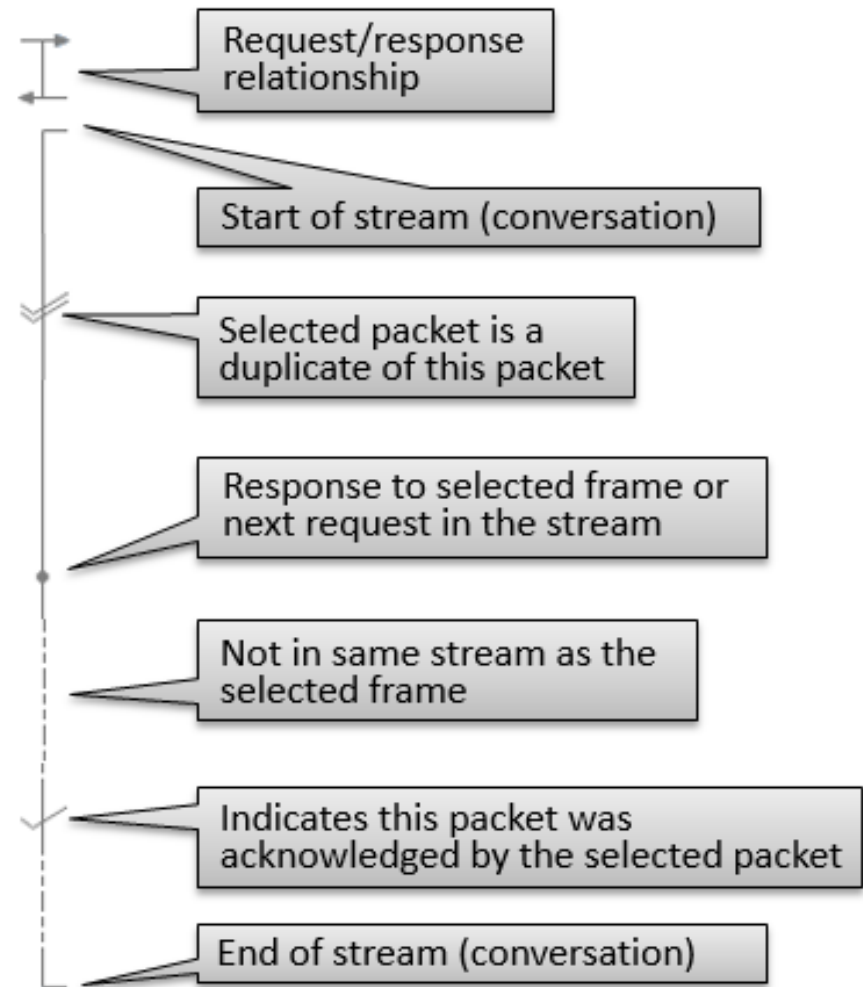 Request/response
relationship
Start of stream (conversation)
Selected packet is a
duplicate of this packet
Response to selected frame or
next request in the stream
Not in same stream as the
selected frame
Indicates this packet was
acknowledged by the selected packet
End of stream (conversation)